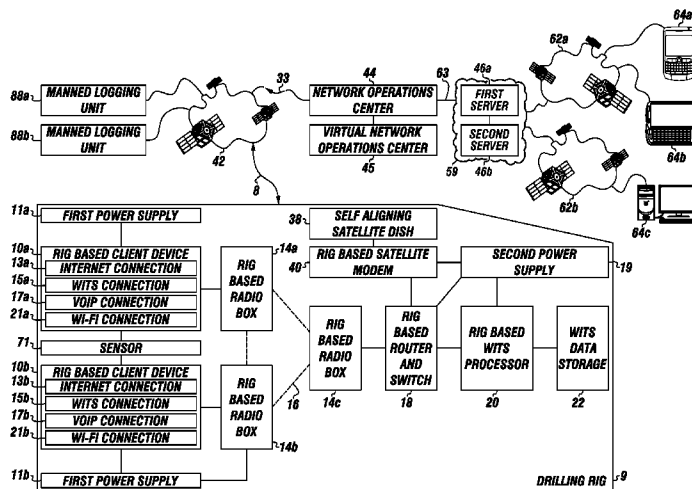 64a
62a
44
63
46a
33
88a
MANNED LOGGING
UNIT
NETWORK OPERATIONS
CENTER
FIRST
SERVER
88b
MANNED LOGGING
UNIT
VIRTUAL NETWORK
OPERATIONS CENTER
SECOND
SERVER
42
45
59
46b
64b
8
62b
64c
11a
FIRST POWER SUPPLY
38
SELF ALIGNING
SATELLITE DISH
10a
RIG BASED CLIENT DEVICE
14a
40
RIG BASED SATELLITE
MODEM
SECOND POWER
SUPPLY
19
13a
INTERNET CONNECTION
15a
WITS CONNECTION
17a
VOIP CONNECTION
21a
WI-FI CONNECTION
RIG
BASED
RADIO
BOX
71
SENSOR
10b
RIG BASED CLIENT DEVICE
13b
INTERNET CONNECTION
15b
WITS CONNECTION
17b
VOIP CONNECTION
21b
WI-FI CONNECTION
RIG
BASED
RADIO
BOX
14b
16
RIG
BASED
RADIO
BOX
14c
RIG
BASED
ROUTER
AND
SWITCH
18
RIG BASED
WITS
PROCESSOR
20
WITS
DATA
STORAGE
22
11b
FIRST POWER SUPPLY
DRILLING RIG
9